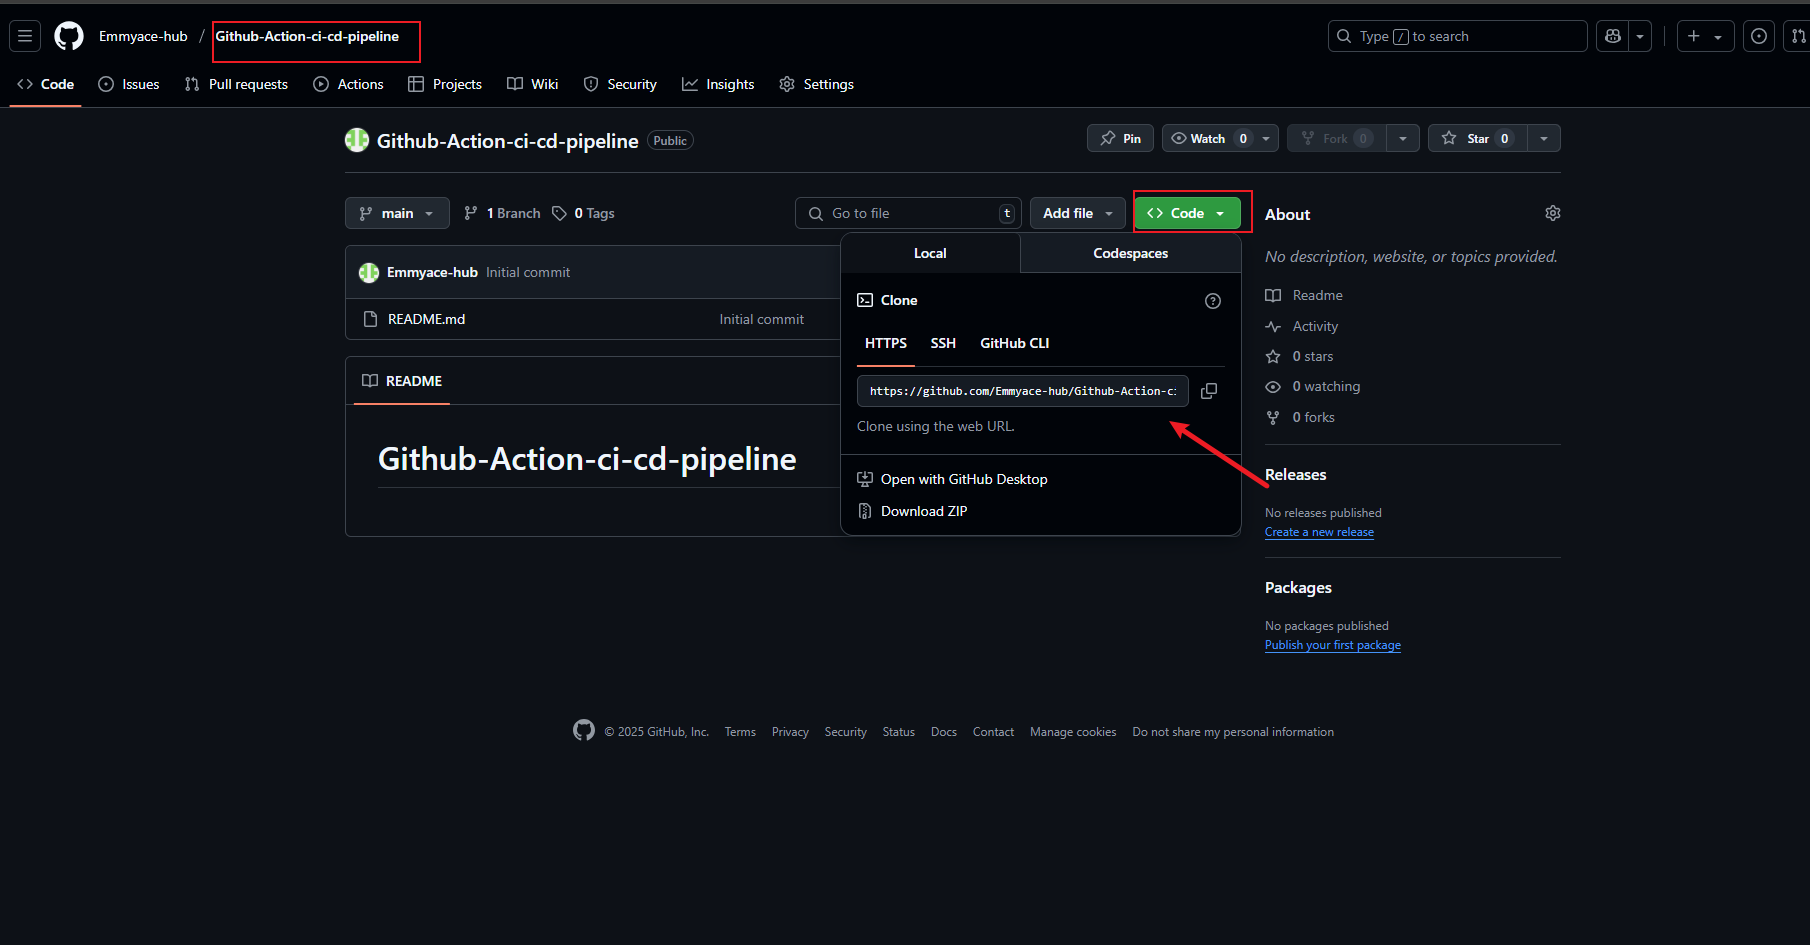 Emmyace-hub / Github-Action-ci-cd-pipeline
Type / to search
Code Issues Pull requests Actions Projects Wiki Security Insights Settings
Github-Action-ci-cd-pipeline Public
Pin Watch 0 Fork 0 Star 0
main 1 Branch 0 Tags Go to file t Add file Code
Local Codespaces
Clone
HTTPS SSH GitHub CLI
https://github.com/Emmyace-hub/Github-Action-ci
Clone using the web URL.
Open with GitHub Desktop
Download ZIP
Emmyace-hub Initial commit
README.md Initial commit
README
Github-Action-ci-cd-pipeline
About
No description, website, or topics provided.
Readme
Activity
0 stars
0 watching
0 forks
Releases
No releases published
Create a new release
Packages
No packages published
Publish your first package
© 2025 GitHub, Inc. Terms Privacy Security Status Docs Contact Manage cookies Do not share my personal information